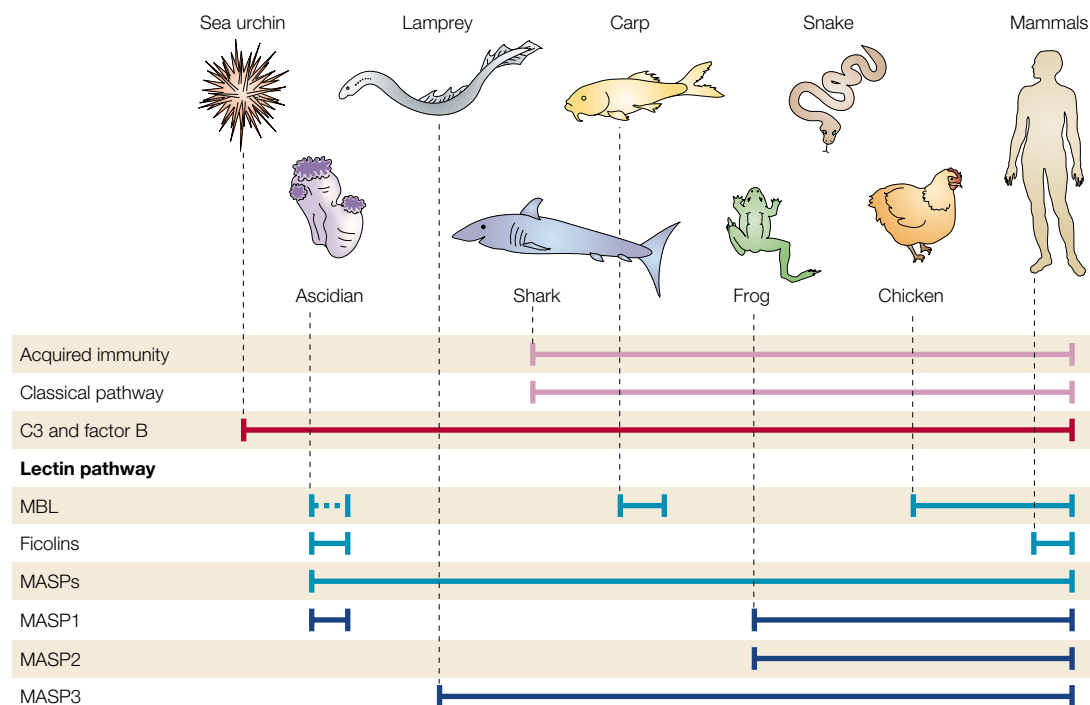 Sea urchin
Lamprey
Carp
Snake
Mammals
Ascidian
Shark
Frog
Chicken
Acquired immunity
Classical pathway
C3 and factor B
Lectin pathway
MBL
Ficolins
MASPs
MASP1
MASP2
MASP3